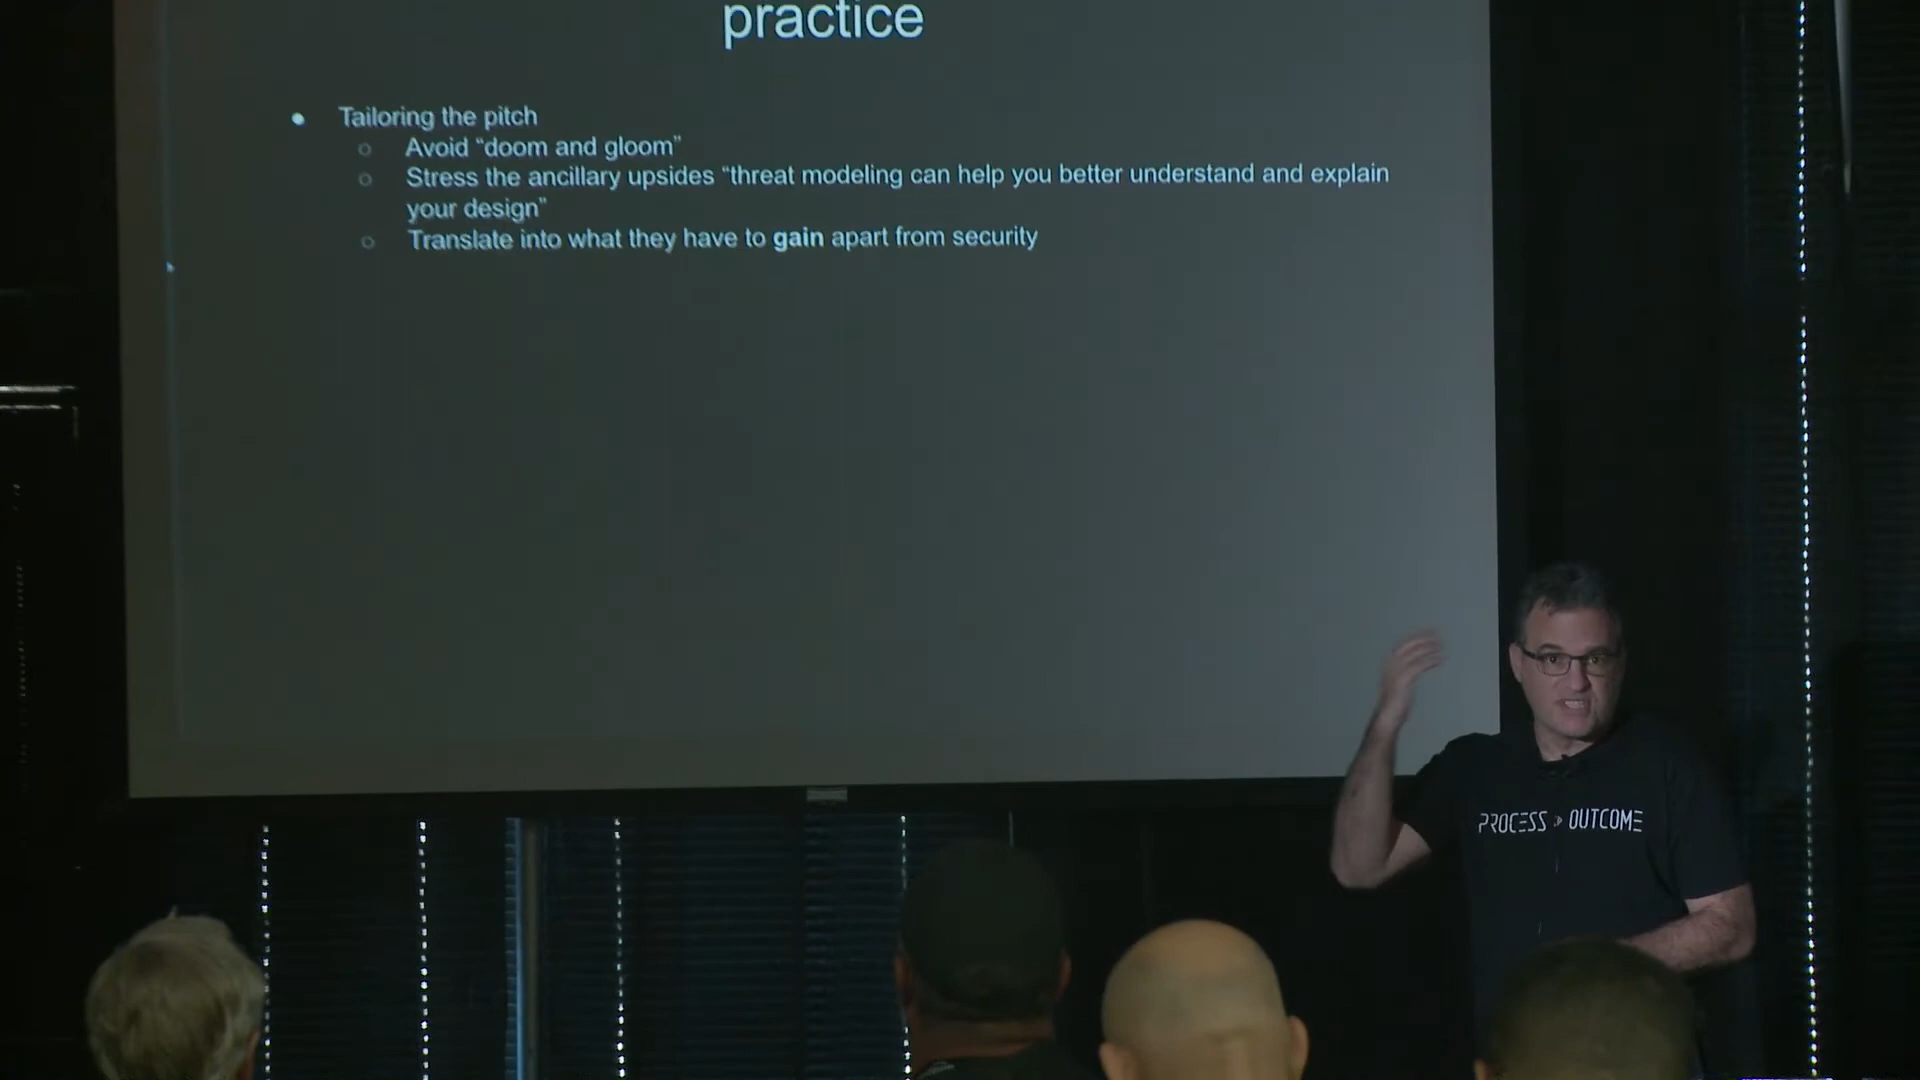 practice
● Tailoring the pitch
○ Avoid “doom and gloom”
○ Stress the ancillary upsides “threat modeling can help you better understand and explain
your design”
○ Translate into what they have to gain apart from security
PROCESS > OUTCOME